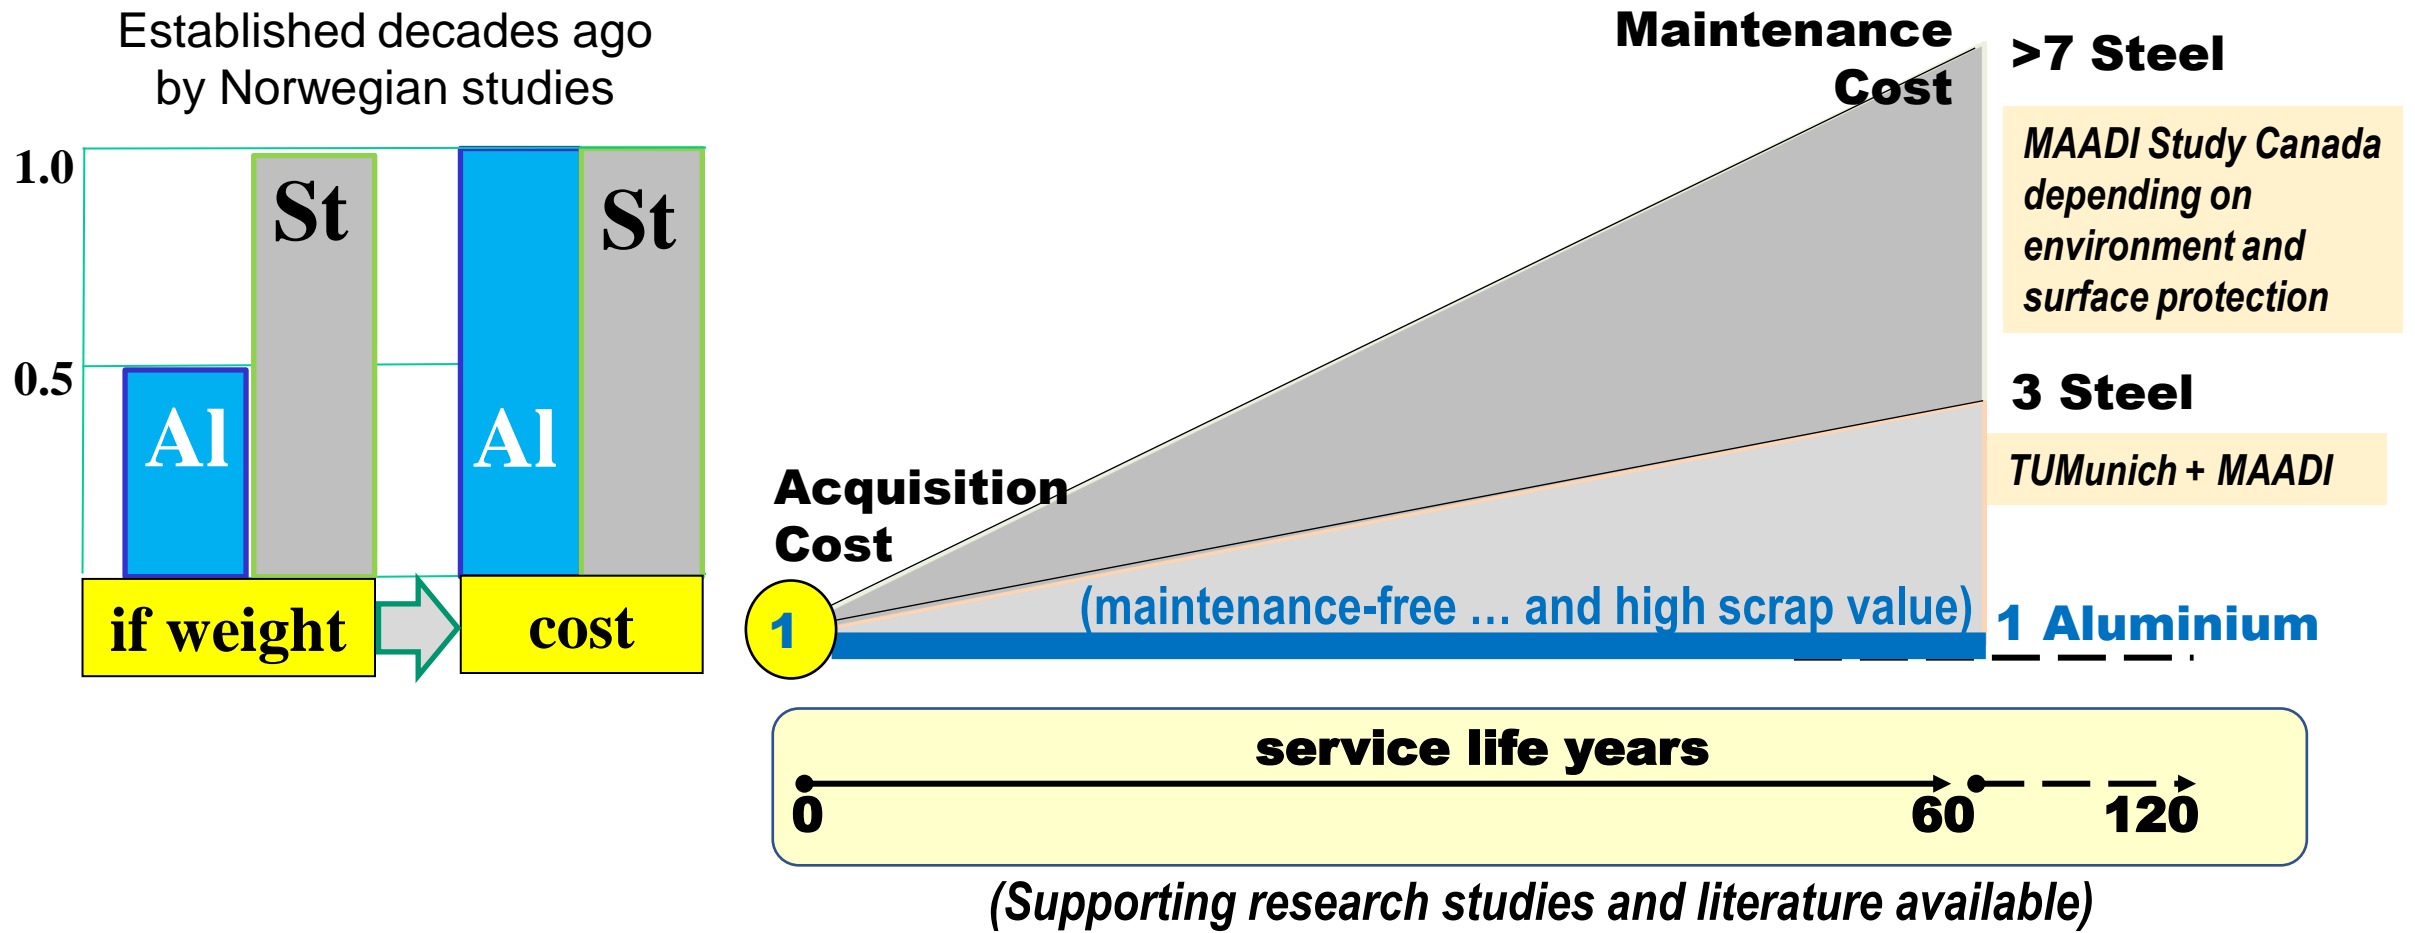 Established decades ago
by Norwegian studies
1.0
0.5
Al
St
Al
St
if weight
cost
Maintenance
Cost
>7 Steel
MAADI Study Canada
depending on
environment and
surface protection
3 Steel
TUMunich + MAADI
Acquisition
Cost
1
(maintenance-free … and high scrap value)
1 Aluminium
service life years
0
60
120
(Supporting research studies and literature available)